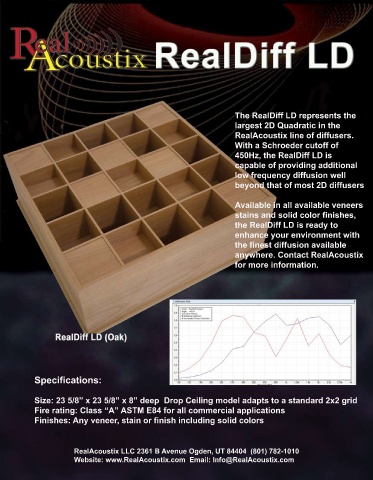 Real Acoustix RealDiff LD
The RealDiff LD represents the
largest 2D Quadratic in the
RealAcoustix line of diffusers.
With a Schroeder cutoff of
450Hz, the RealDiff LD is
capable of providing additional
low frequency diffusion well
beyond that of most 2D diffusers
Available in all available veneers
stains and solid color finishes,
the RealDiff LD is ready to
enhance your environment with
the finest diffusion available
anywhere. Contact RealAcoustix
for more information.
RealDiff LD (Oak)
Specifications:
Size: 23 5/8" x 23 5/8" x 8" deep Drop Ceiling model adapts to a standard 2x2 grid
Fire rating: Class “A” ASTM E84 for all commercial applications
Finishes: Any veneer, stain or finish including solid colors
RealAcoustix LLC 2361 B Avenue Ogden, UT 84404 (801) 782-1010
Website: www.RealAcoustix.com Email: Info@RealAcoustix.com